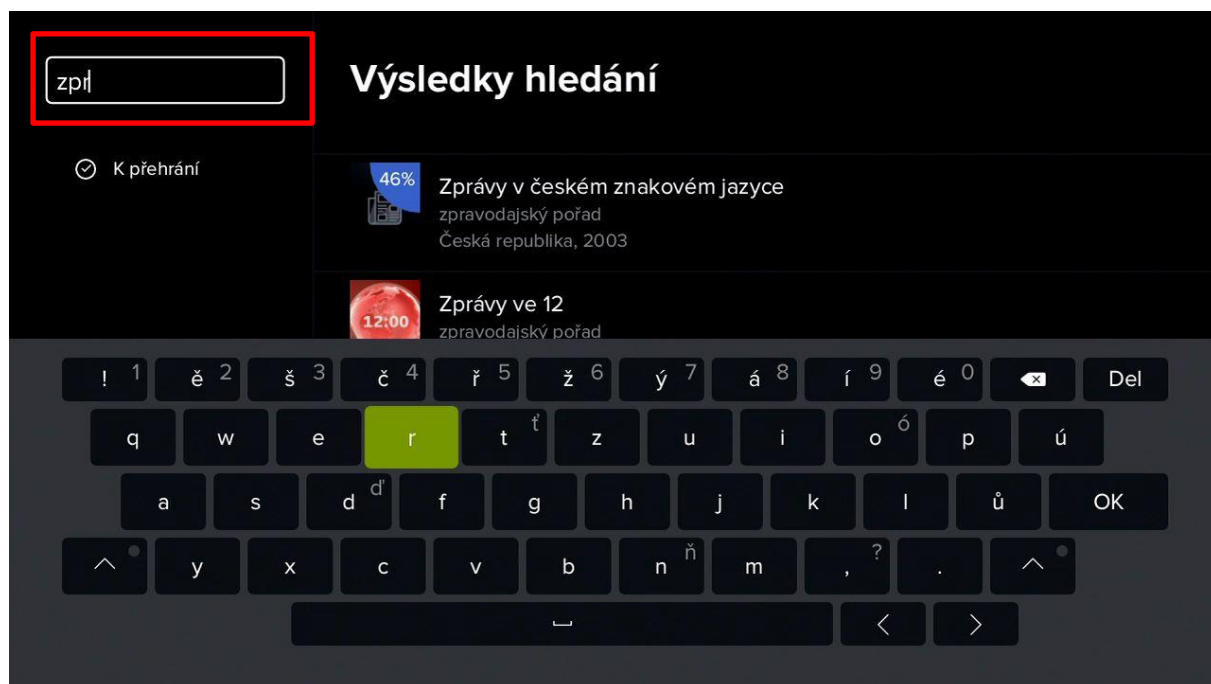 zpr
Výsledky hledání
K přehrání
46%
Zprávy v českém znakovém jazyce
zpravodajský pořad
Česká republika, 2003
12:00
Zprávy ve 12
zpravodajský pořad
! 1 ě 2 š 3 č 4 ř 5 ž 6 ý 7 á 8 í 9 é 0 Del
q w e r t ť z u i o ó p ú
a s d ď f g h j k l ů OK
y x c v b n ň m , ? .